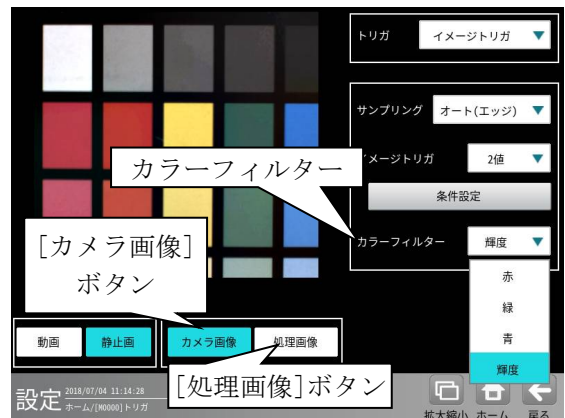 トリガ
イメージトリガ
サンプリング
オート(エッジ)
カラーフィルター
イメージトリガ
2値
条件設定
[カメラ画像]
ボタン
カラーフィルター
輝度
赤
緑
青
輝度
動画
静止画
カメラ画像
処理画像
[処理画像]ボタン
設定
2018/07/04 11:14:28
ホーム/[M0000]トリガ
拡大縮小
ホーム
戻る